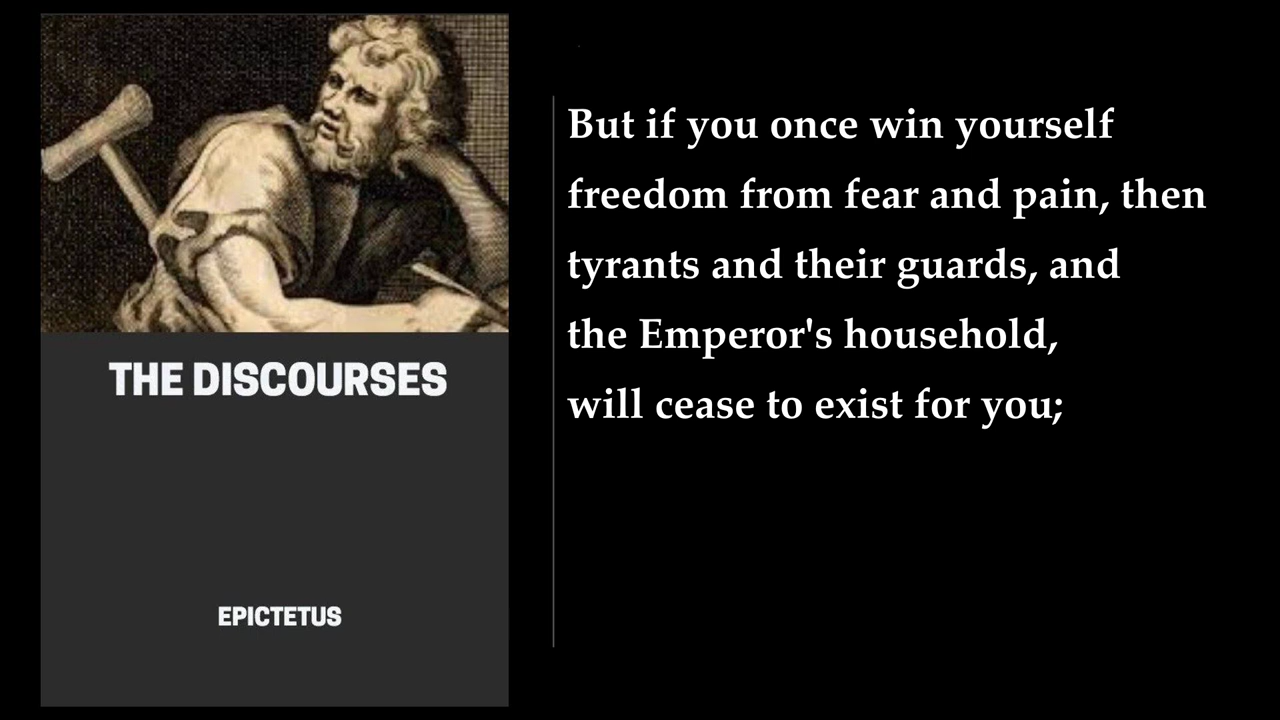 THE DISCOURSES
EPICTETUS
But if you once win yourself
freedom from fear and pain, then
tyrants and their guards, and
the Emperor's household,
will cease to exist for you;